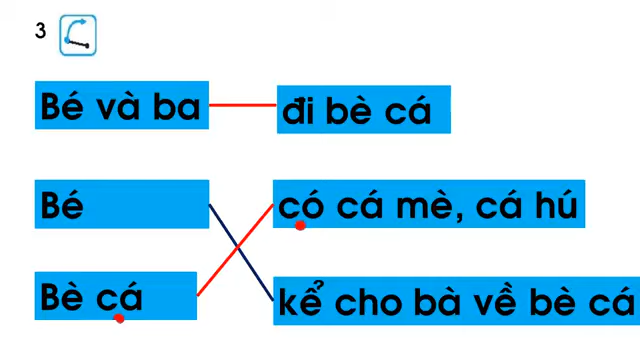 3
Bé và ba
đi bè cá
Bé
có cá mè, cá hú
Bè cá
kể cho bà về bè cá